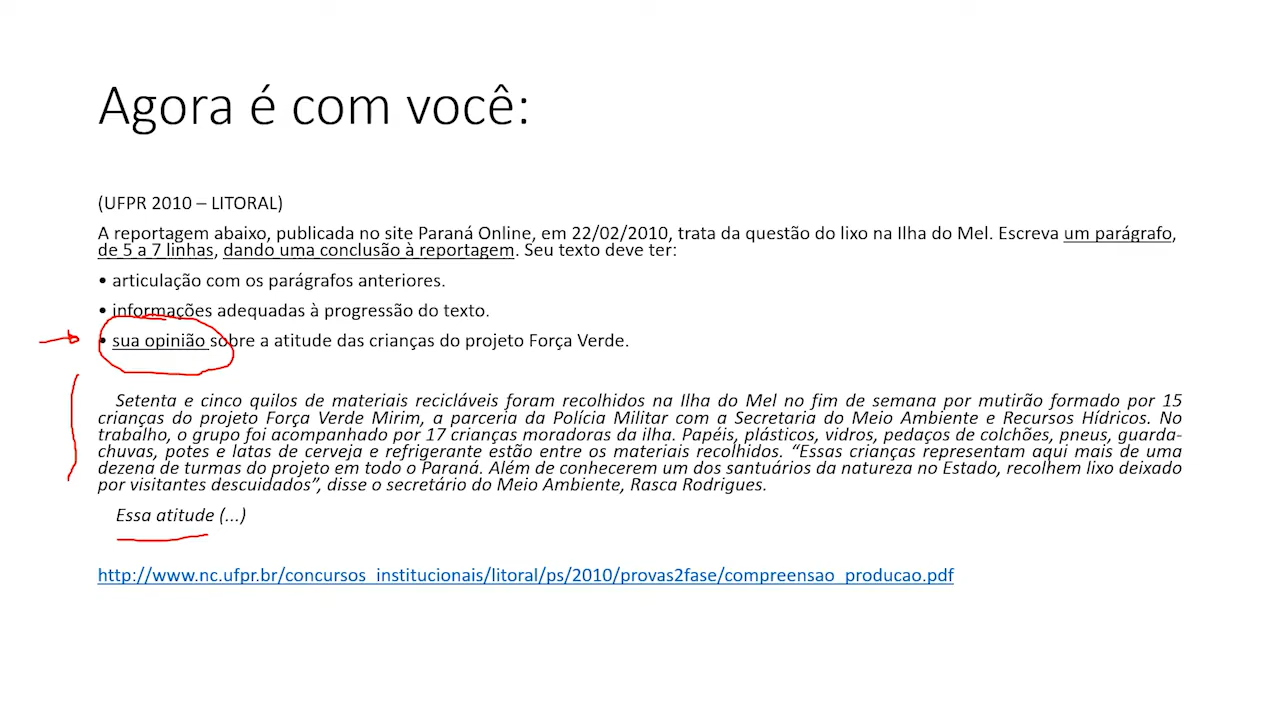 Agora é com você:
(UFPR 2010 – LITORAL)
A reportagem abaixo, publicada no site Paraná Online, em 22/02/2010, trata da questão do lixo na Ilha do Mel. Escreva um parágrafo,
de 5 a 7 linhas, dando uma conclusão à reportagem. Seu texto deve ter:
• articulação com os parágrafos anteriores.
• informações adequadas à progressão do texto.
• sua opinião sobre a atitude das crianças do projeto Força Verde.
Setenta e cinco quilos de materiais recicláveis foram recolhidos na Ilha do Mel no fim de semana por mutirão formado por 15
crianças do projeto Força Verde Mirim, a parceria da Polícia Militar com a Secretaria do Meio Ambiente e Recursos Hídricos. No
trabalho, o grupo foi acompanhado por 17 crianças moradoras da ilha. Papéis, plásticos, vidros, pedaços de colchões, pneus, guarda-
chuvas, potes e latas de cerveja e refrigerante estão entre os materiais recolhidos. “Essas crianças representam aqui mais de uma
dezena de turmas do projeto em todo o Paraná. Além de conhecerem um dos santuários da natureza no Estado, recolhem lixo deixado
por visitantes descuidados”, disse o secretário do Meio Ambiente, Rasca Rodrigues.
Essa atitude (...)
http://www.nc.ufpr.br/concursos_institucionais/litoral/ps/2010/provas2fase/compreensao_producao.pdf